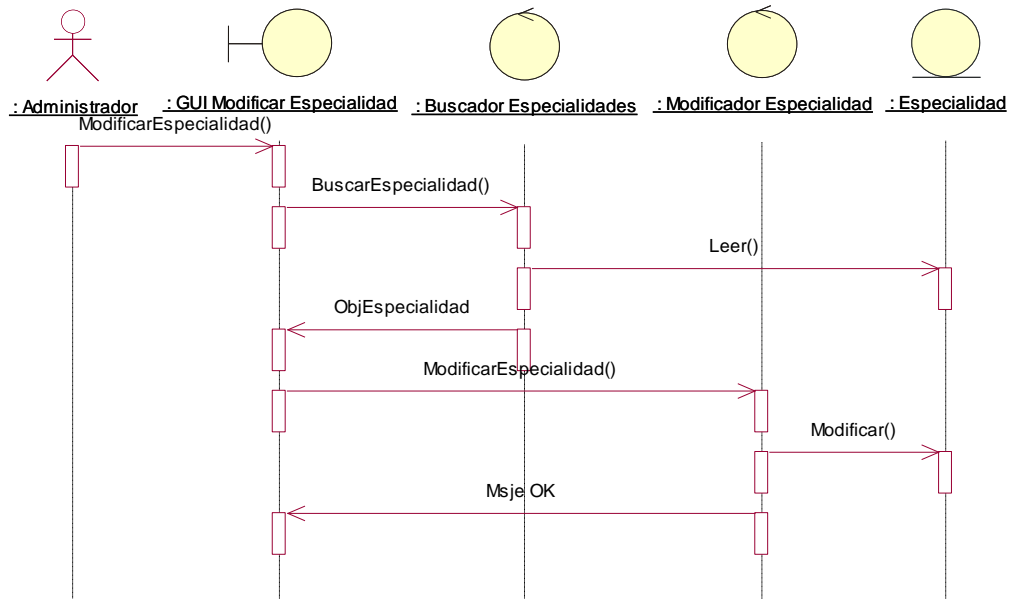 : Administrador
: GUI Modificar Especialidad
: Buscador Especialidades
: Modificador Especialidad
: Especialidad
ModificarEspecialidad()
BuscarEspecialidad()
Leer()
ObjEspecialidad
ModificarEspecialidad()
Modificar()
Msje OK